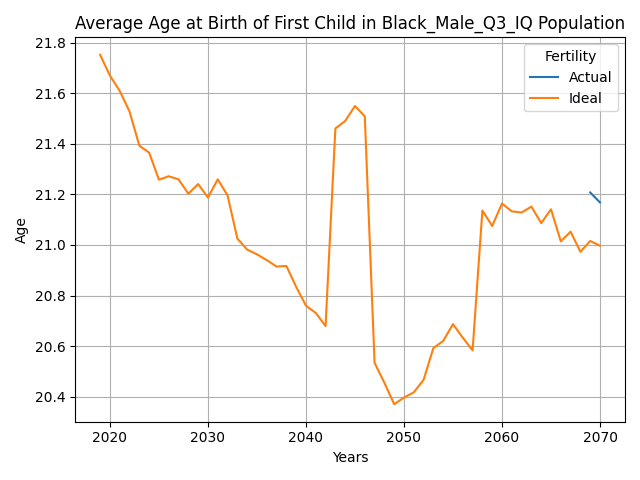 Average Age at Birth of First Child in Black_Male_Q3_IQ Population
Fertility
Actual
Ideal
Age
21.8
21.6
21.4
21.2
21.0
20.8
20.6
20.4
2020 2030 2040 2050 2060 2070
Years